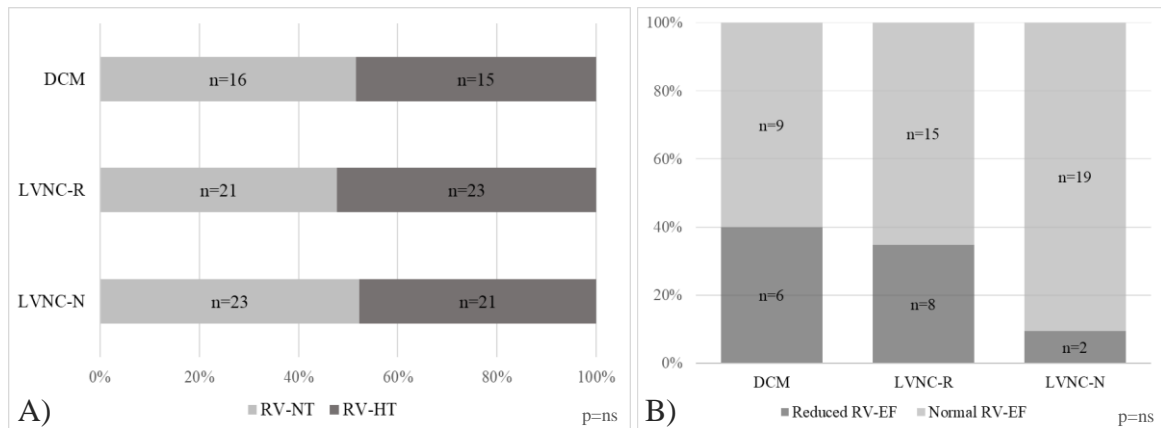 DCM
n=16 n=15
LVNC-R
n=21 n=23
LVNC-N
n=23 n=21
0% 20% 40% 60% 80% 100%
RV-NT RV-HT
A)
p=ns
100%
80%
60%
40%
20%
0%
n=9 n=15 n=19
n=6 n=8 n=2
DCM LVNC-R LVNC-N
Reduced RV-EF Normal RV-EF
B)
p=ns